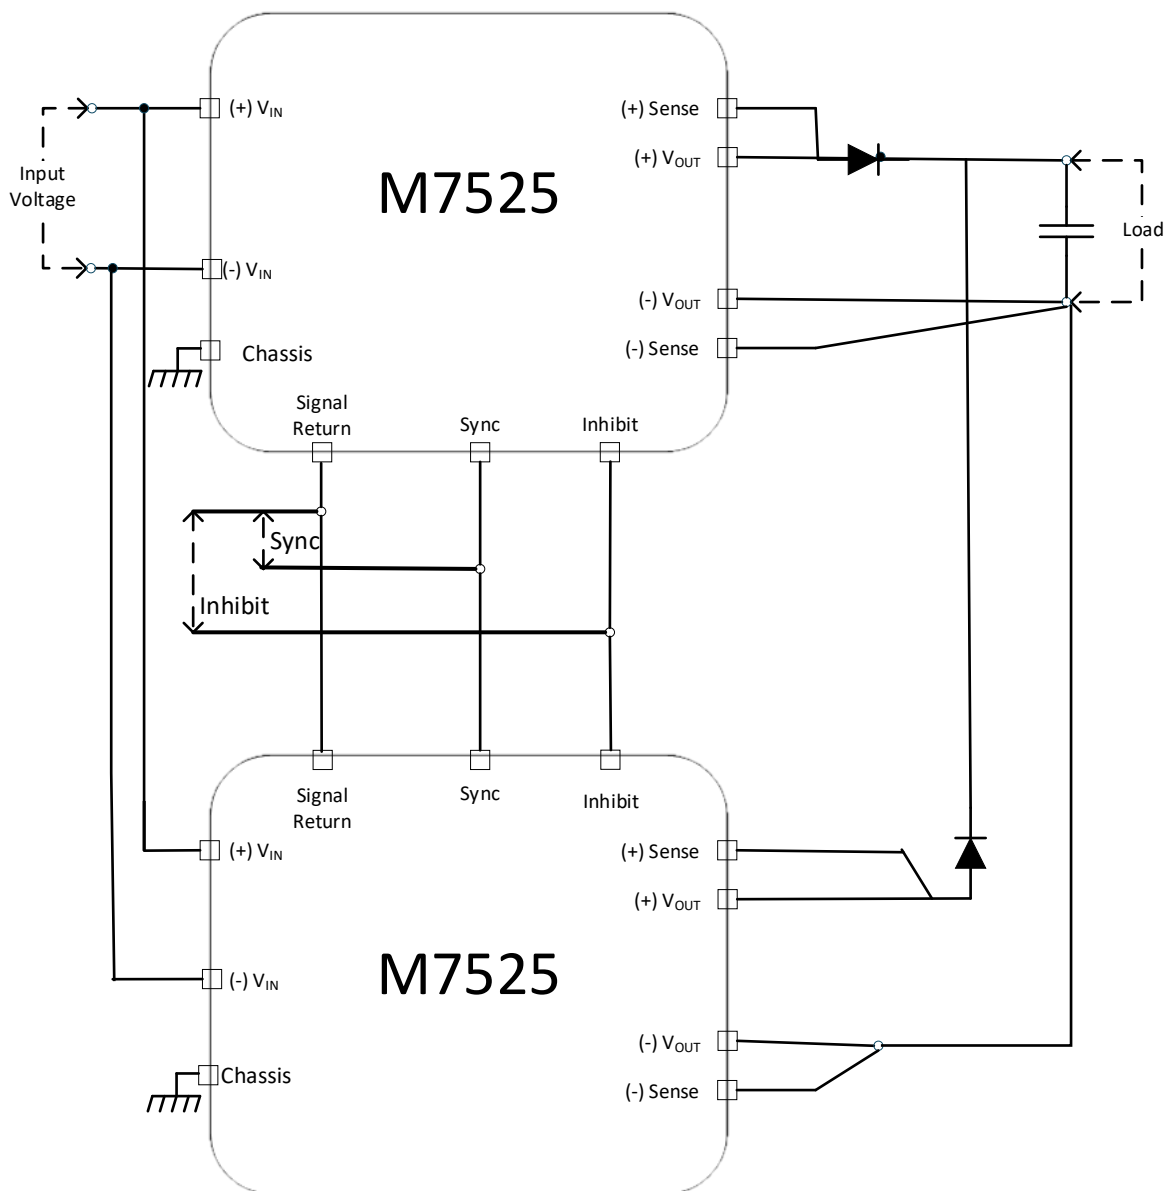 (+) VIN
(+) Sense
(+) VOUT
Input
Voltage
M7525
Load
(-) VIN
(-) VOUT
(-) Sense
Chassis
Signal
Return
Sync
Inhibit
Sync
Inhibit
Signal
Return
Sync
Inhibit
(+) VIN
(+) Sense
(+) VOUT
M7525
(-) VIN
(-) VOUT
(-) Sense
Chassis